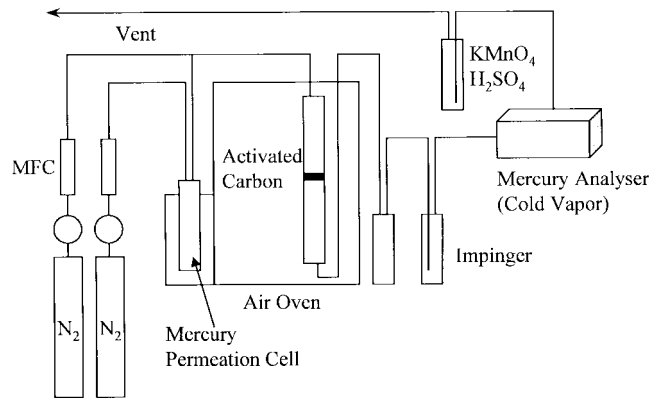 Vent
KMnO₄
H₂SO₄
MFC
Activated
Carbon
Mercury Analyser
(Cold Vapor)
Impinger
Air Oven
N₂
N₂
Mercury
Permeation Cell